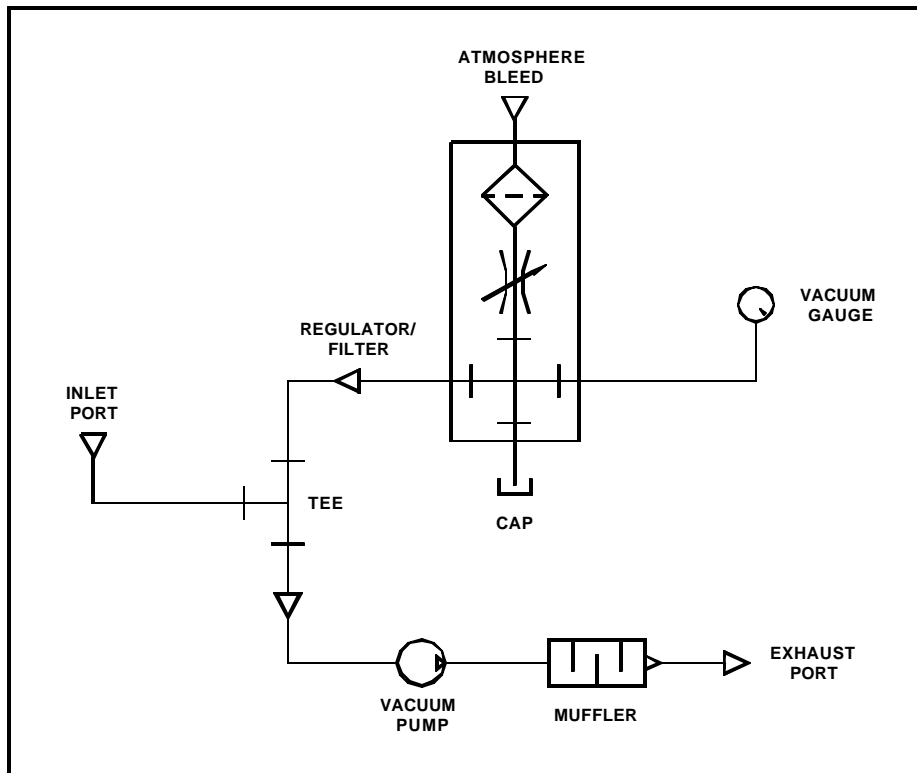 ATMOSPHERE
BLEED
VACUUM
GAUGE
REGULATOR/
FILTER
INLET
PORT
TEE
CAP
EXHAUST
PORT
VACUUM
PUMP
MUFFLER